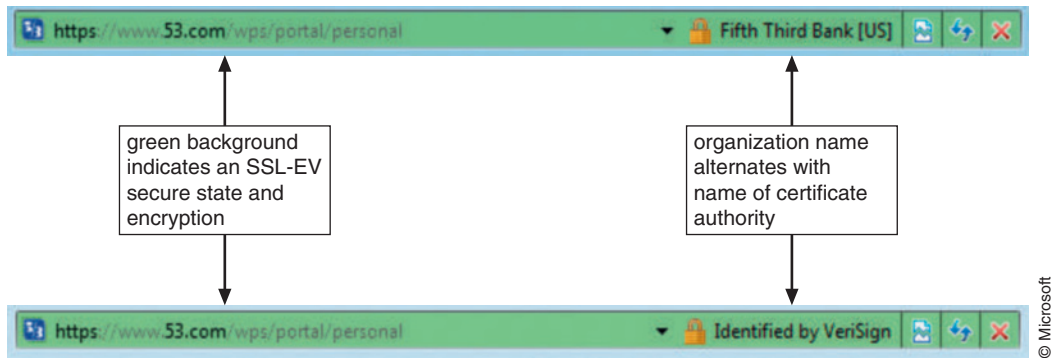 https://www.53.com/wps/portal/personal Fifth Third Bank [US]
green background
indicates an SSL-EV
secure state and
encryption
organization name
alternates with
name of certificate
authority
https://www.53.com/wps/portal/personal Identified by VeriSign
© Microsoft